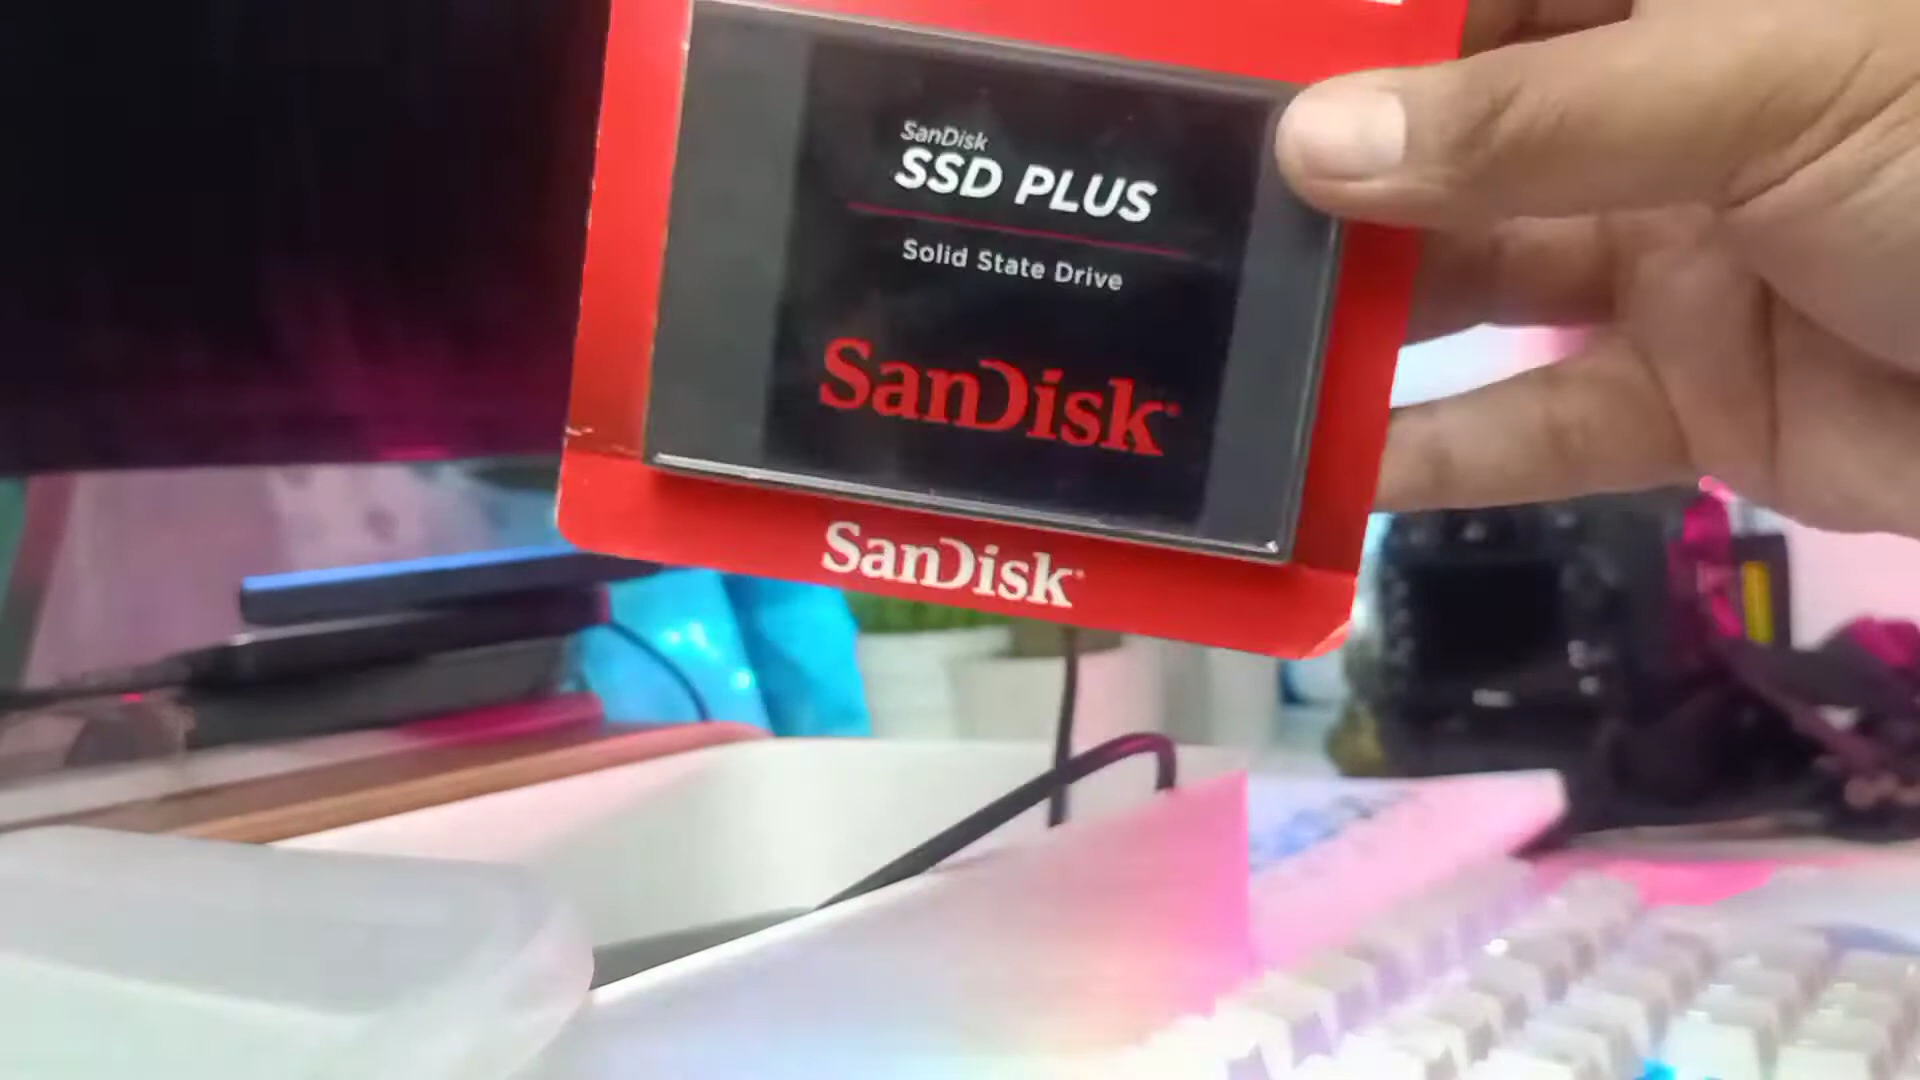 SanDisk
SSD PLUS
Solid State Drive
SanDisk
SanDisk